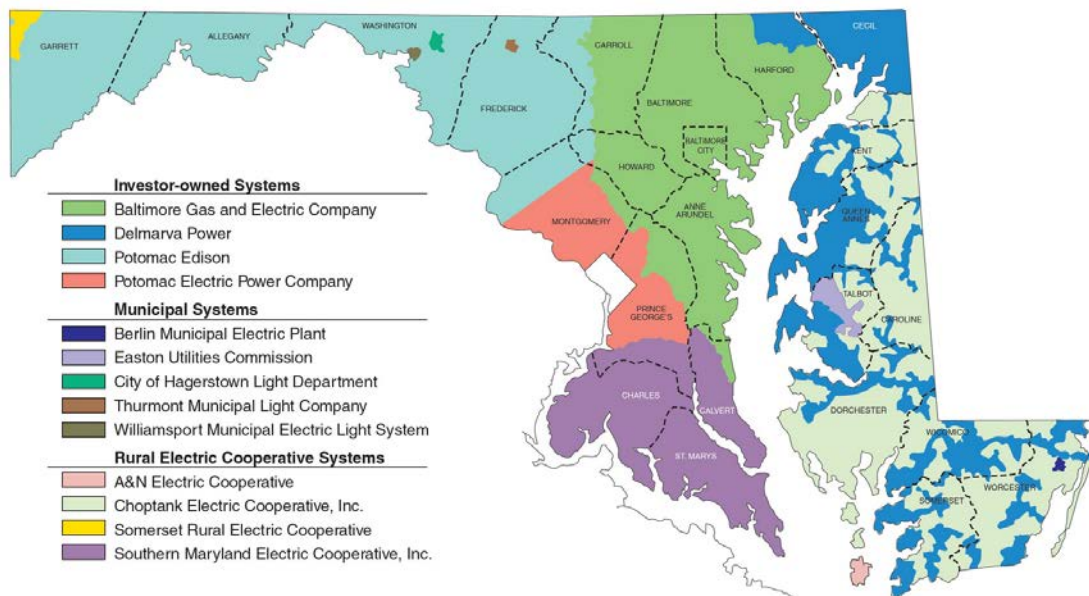 GARRETT
ALLEGANY
WASHINGTON
FREDERICK
CARROLL
BALTIMORE
HARFORD
CECIL
BALTIMORE
CITY
HOWARD
KENT
MONTGOMERY
ANNE
ARUNDEL
QUEEN
ANNES
PRINCE
GEORGE'S
TALBOT
CAROLINE
CHARLES
CALVERT
DORCHESTER
ST. MARYS
WICOMICO
SOMERSET
WORCESTER
Investor-owned Systems
Baltimore Gas and Electric Company
Delmarva Power
Potomac Edison
Potomac Electric Power Company
Municipal Systems
Berlin Municipal Electric Plant
Easton Utilities Commission
City of Hagerstown Light Department
Thurmont Municipal Light Company
Williamsport Municipal Electric Light System
Rural Electric Cooperative Systems
A&N Electric Cooperative
Choptank Electric Cooperative, Inc.
Somerset Rural Electric Cooperative
Southern Maryland Electric Cooperative, Inc.